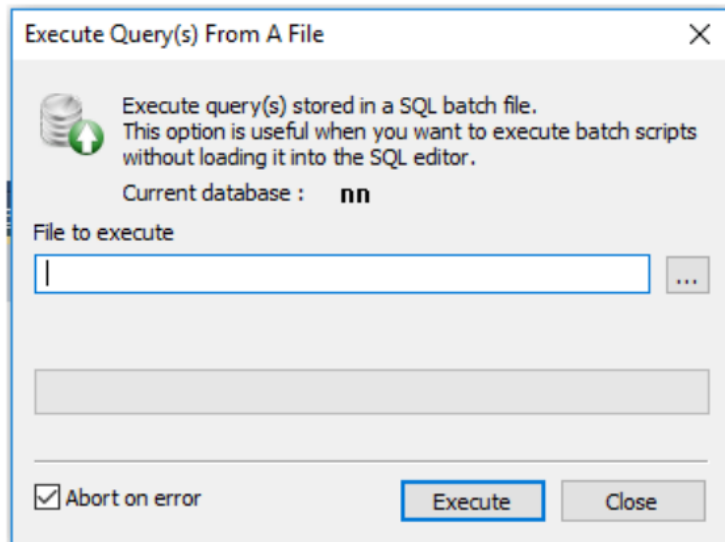 Execute Query(s) From A File
Execute query(s) stored in a SQL batch file.
This option is useful when you want to execute batch scripts
without loading it into the SQL editor.
Current database : nn
File to execute
...
Abort on error
Execute
Close